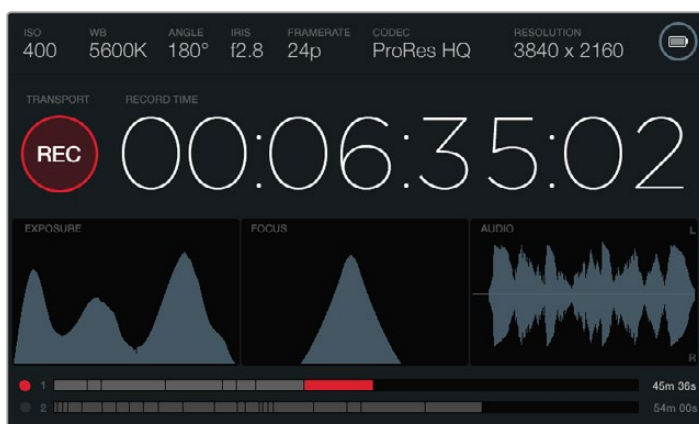 ISO WB ANGLE IRIS FRAMERATE CODEC RESOLUTION
400 5600K 180° f2.8 24p ProRes HQ 3840 x 2160
TRANSPORT RECORD TIME
REC 00:06:35:02
EXPOSURE FOCUS AUDIO L
R
1 45m 36s
2 54m 00s